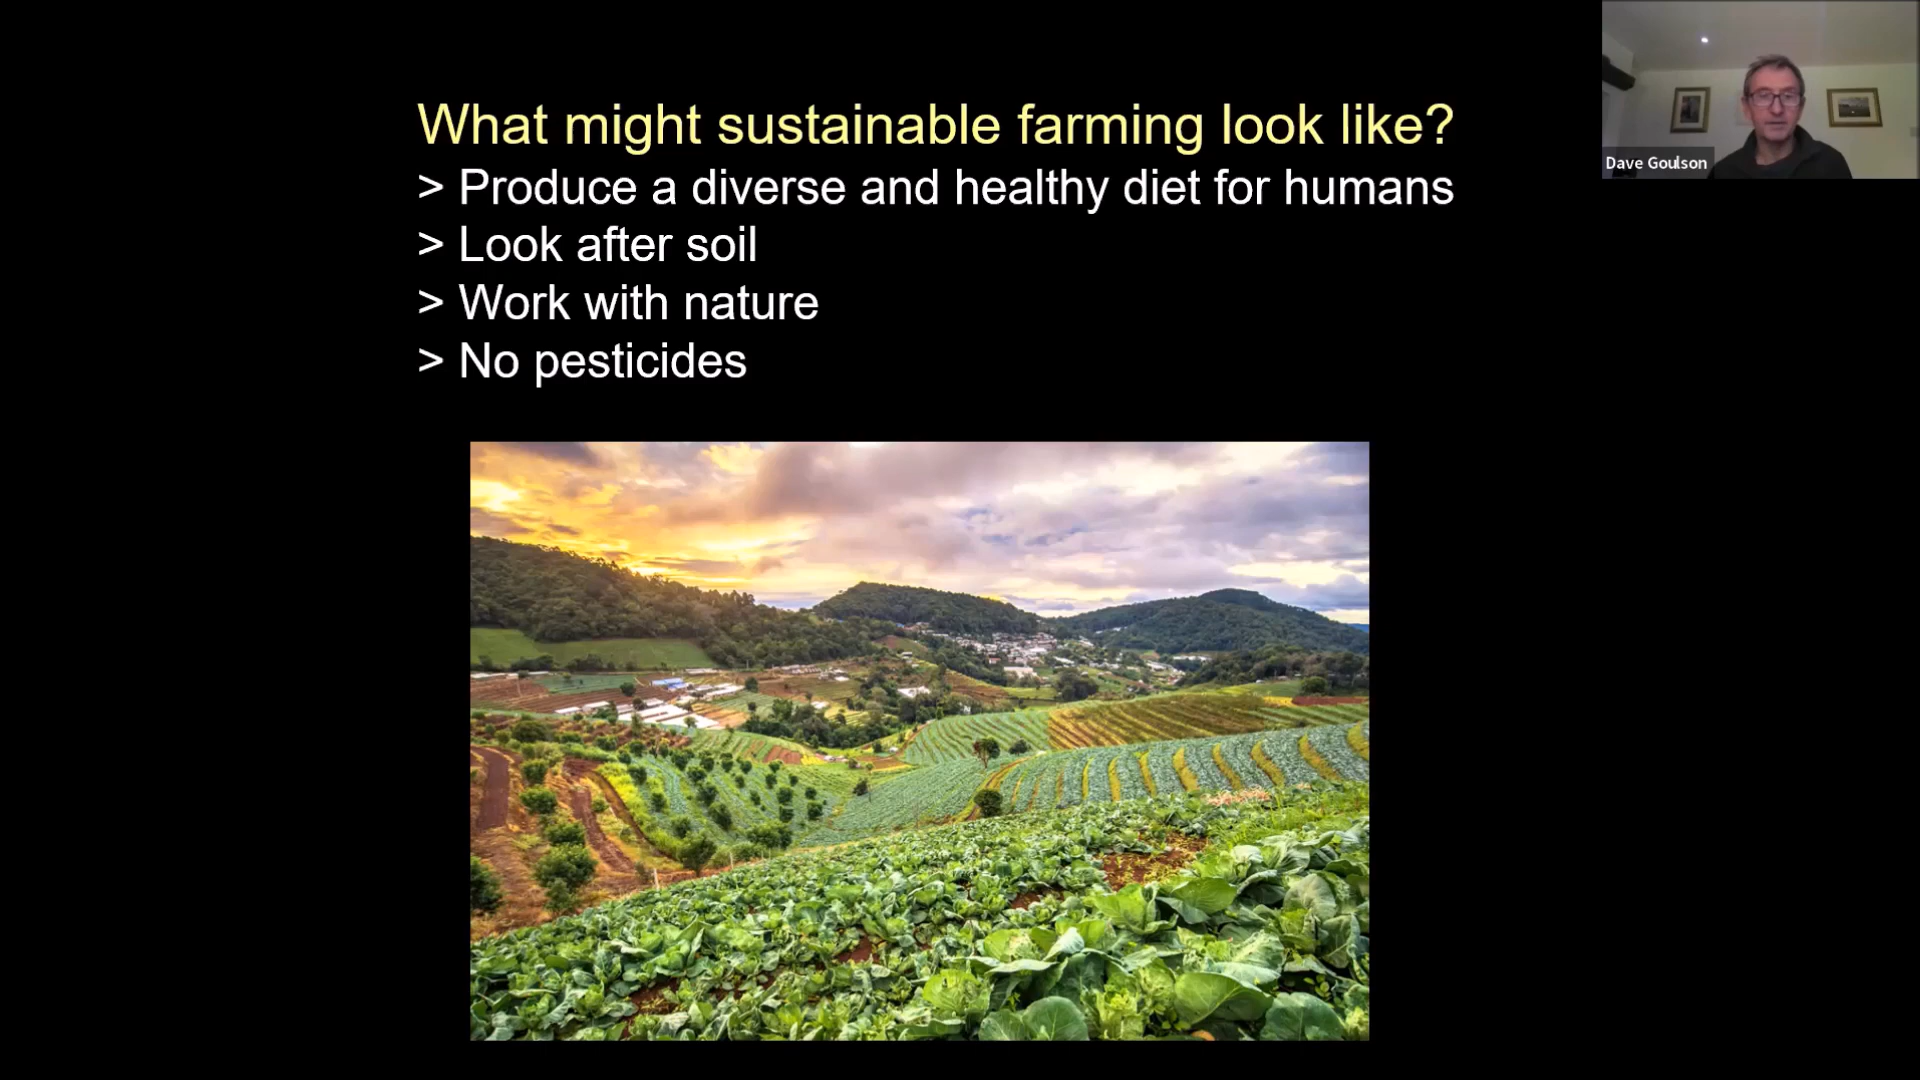 What might sustainable farming look like?
> Produce a diverse and healthy diet for humans
> Look after soil
> Work with nature
> No pesticides
Dave Goulson